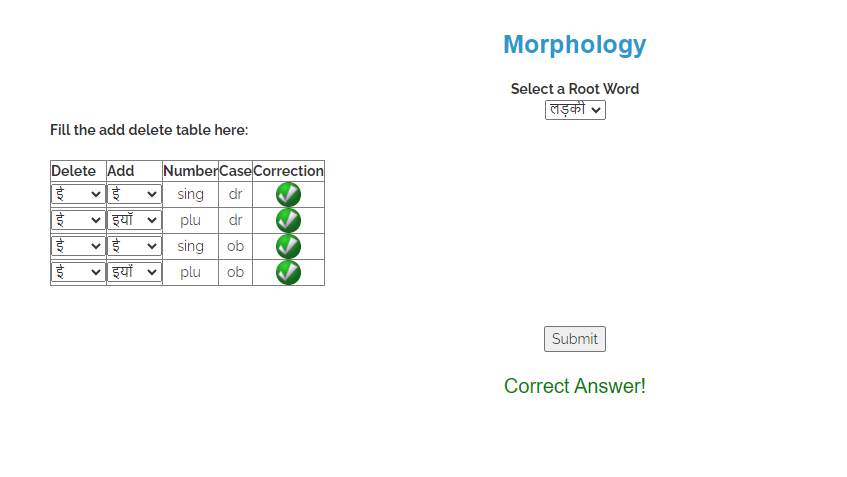 Morphology
Select a Root Word
लड़की
Fill the add delete table here:
Delete Add Number Case Correction
ई ई sing dr
ई इयाँ plu dr
ई ई sing ob
ई इयों plu ob
Submit
Correct Answer!